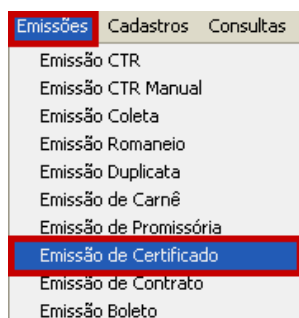 Emissões Cadastros Consultas
Emissão CTR
Emissão CTR Manual
Emissão Coleta
Emissão Romaneio
Emissão Duplicata
Emissão de Carnê
Emissão de Promissória
Emissão de Certificado
Emissão de Contrato
Emissão Boleto